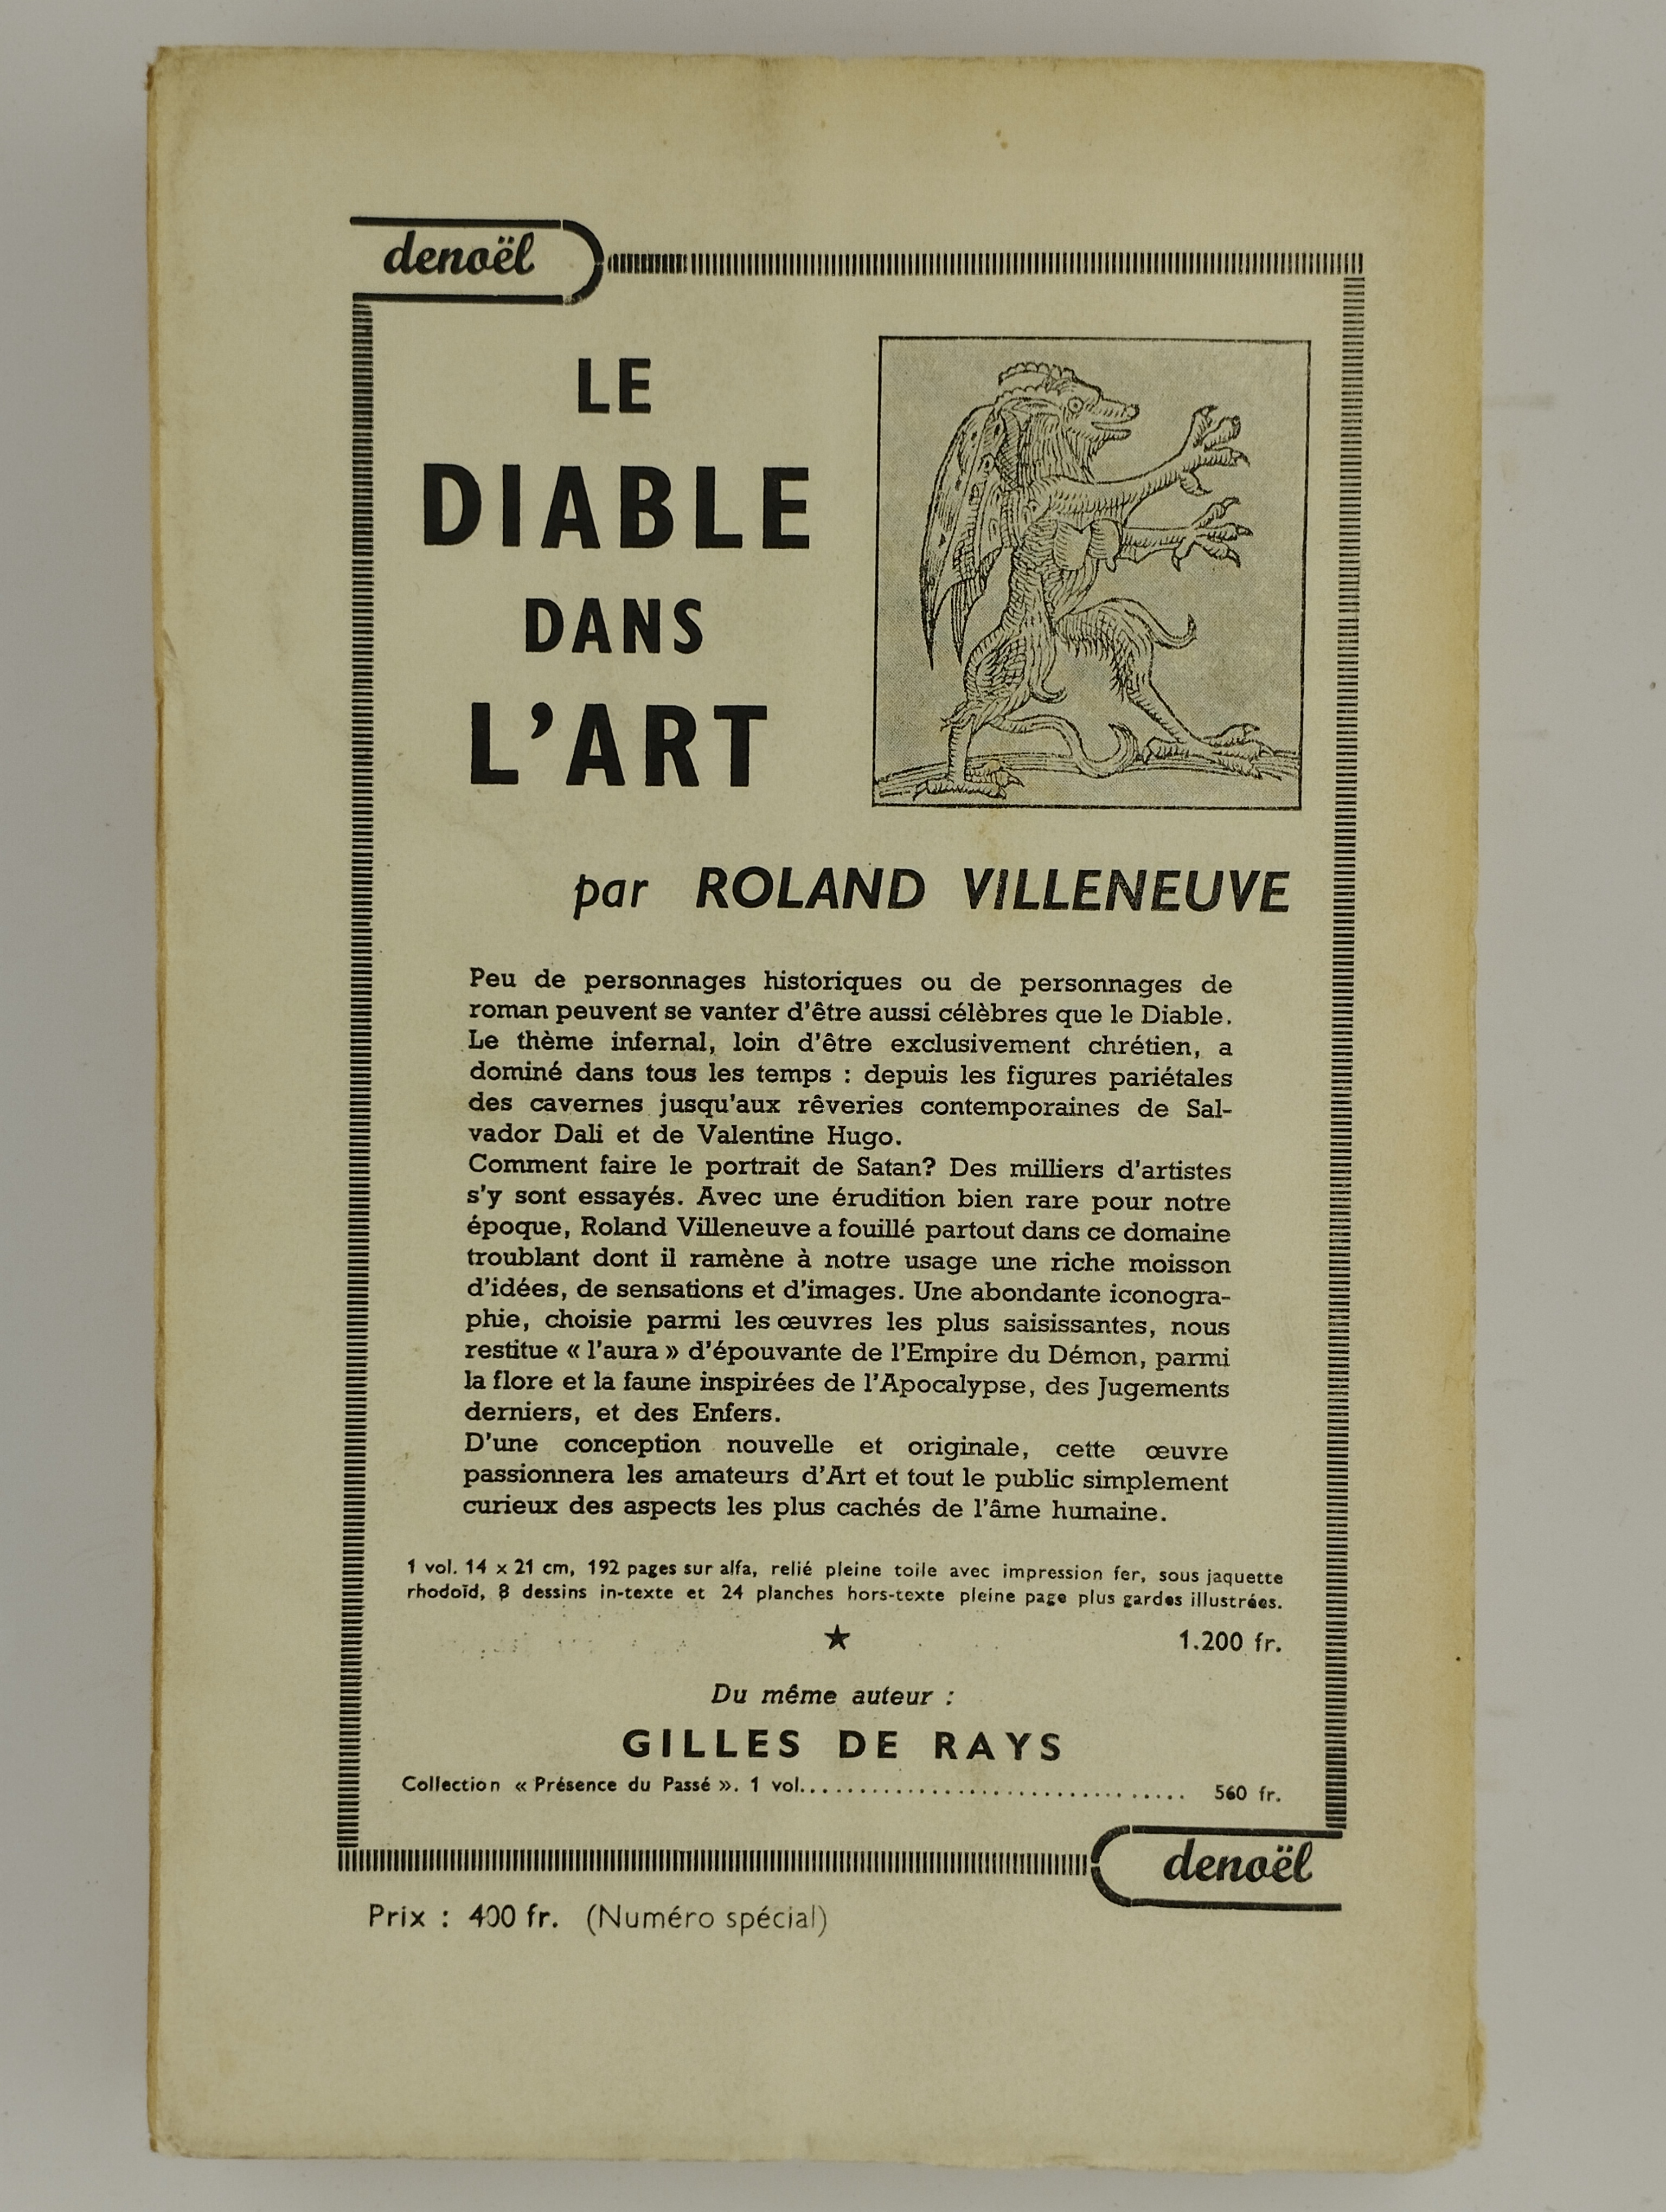 denoël
LE
DIABLE
DANS
L'ART
par ROLAND VILLENEUVE
Peu de personnages historiques ou de personnages de
roman peuvent se vanter d'être aussi célèbres que le Diable.
Le thème infernal, loin d'être exclusivement chrétien, a
dominé dans tous les temps : depuis les figures pariétales
des cavernes jusqu'aux rêveries contemporaines de Sal-
vador Dali et de Valentine Hugo.
Comment faire le portrait de Satan? Des milliers d'artistes
s'y sont essayés. Avec une érudition bien rare pour notre
époque, Roland Villeneuve a fouillé partout dans ce domaine
troublant dont il ramène à notre usage une riche moisson
d'idées, de sensations et d'images. Une abondante iconogra-
phie, choisie parmi les œuvres les plus saisissantes, nous
restitue « l'aura » d'épouvante de l'Empire du Démon, parmi
la flore et la faune inspirées de l'Apocalypse, des Jugements
derniers, et des Enfers.
D'une conception nouvelle et originale, cette œuvre
passionnera les amateurs d'Art et tout le public simplement
curieux des aspects les plus cachés de l'âme humaine.
1 vol. 14 x 21 cm, 192 pages sur alfa, relié pleine toile avec impression fer, sous jaquette
rhodoïd, 8 dessins in-texte et 24 planches hors-texte pleine page plus gardes illustrées.
★ 1.200 fr.
Du même auteur :
GILLES DE RAYS
Collection « Présence du Passé ». 1 vol........................................ 560 fr.
denoël
Prix : 400 fr. (Numéro spécial)